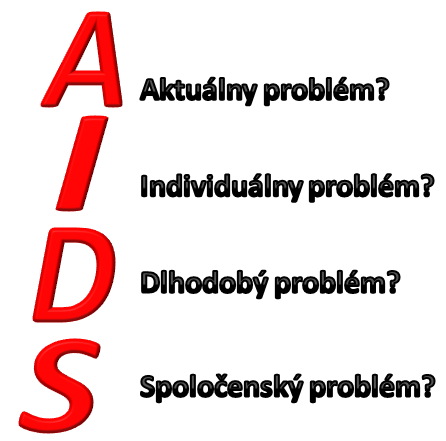 A Aktuálny problém?
I Individuálny problém?
D Dlhodobý problém?
S Spoločenský problém?